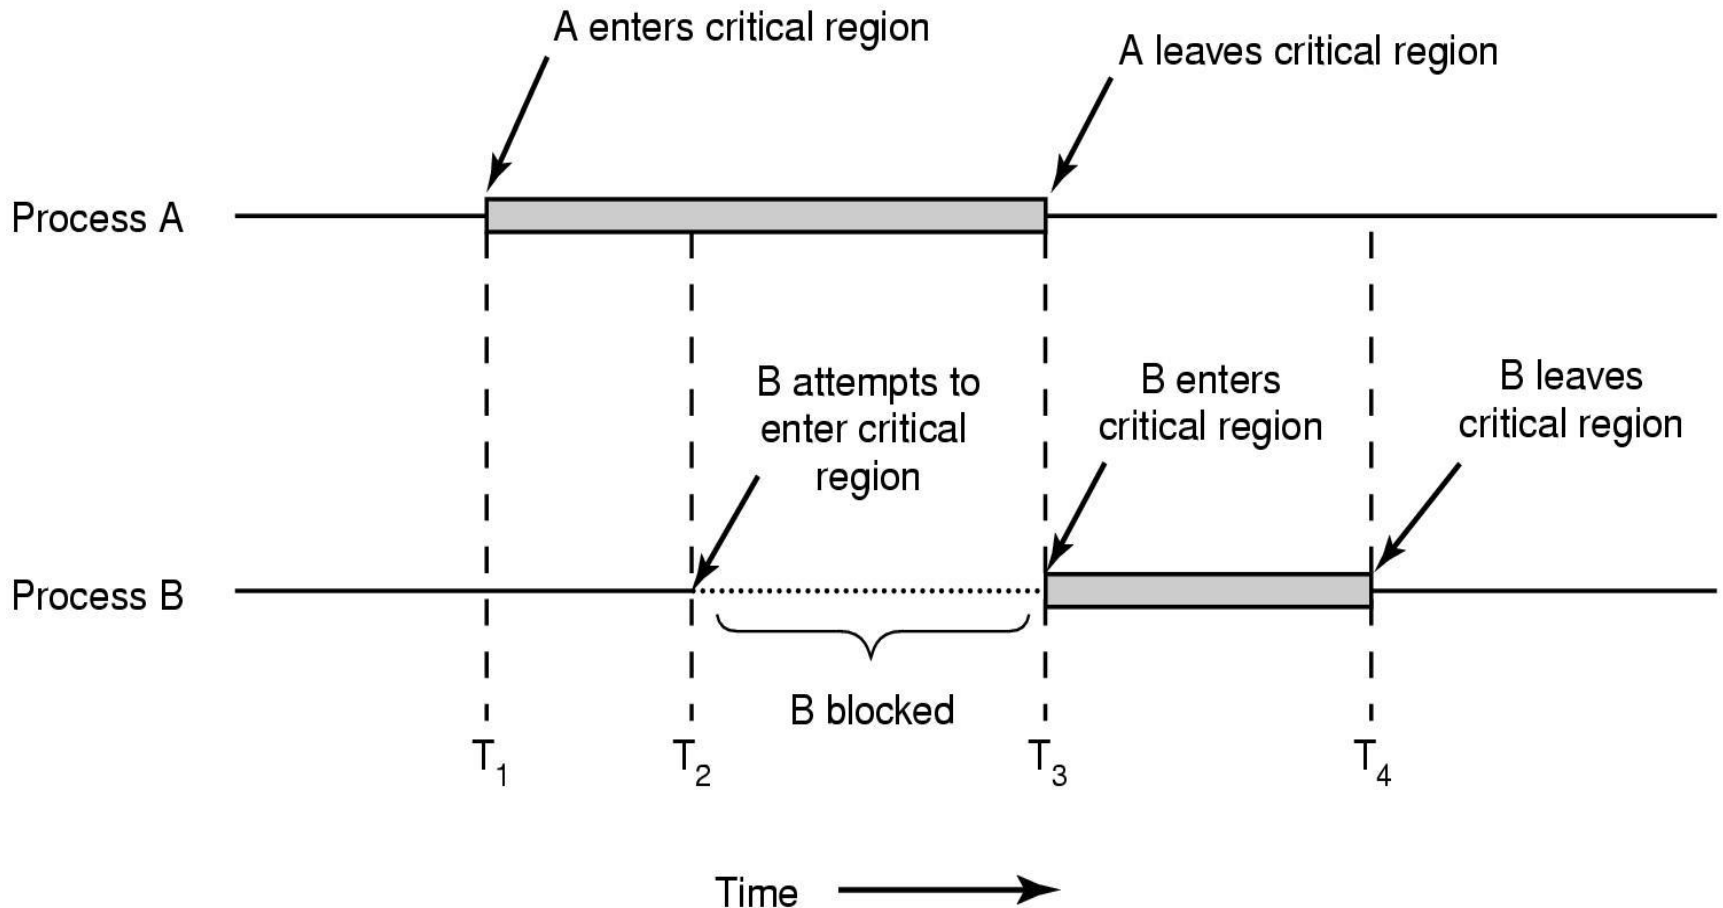 A enters critical region
A leaves critical region
Process A
B attempts to
enter critical
region
B enters
critical region
B leaves
critical region
Process B
B blocked
T1
T2
T3
T4
Time